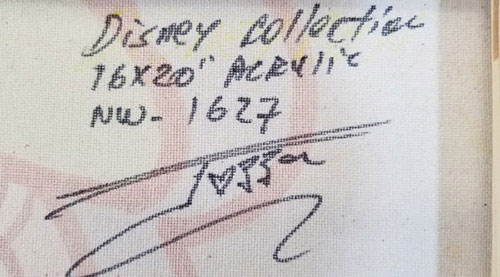 Disney Collection
16x20" Acrylic
NW- 1627